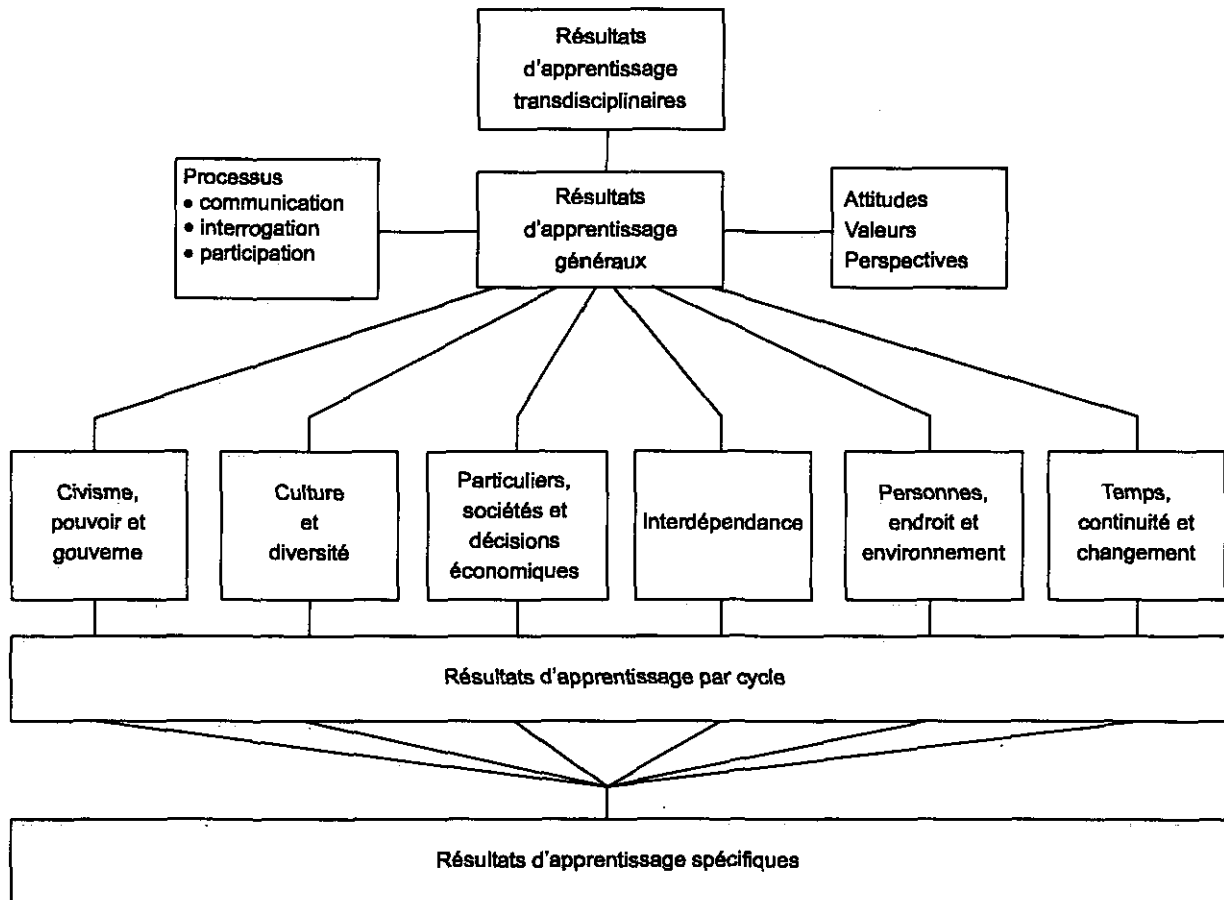 Résultats
d'apprentissage
transdisciplinaires
Processus
• communication
• interrogation
• participation
Résultats
d'apprentissage
généraux
Attitudes
Valeurs
Perspectives
Civisme,
pouvoir et
gouverne
Culture
et
diversité
Particuliers,
sociétés et
décisions
économiques
Interdépendance
Personnes,
endroit et
environnement
Temps,
continuité et
changement
Résultats d'apprentissage par cycle
Résultats d'apprentissage spécifiques